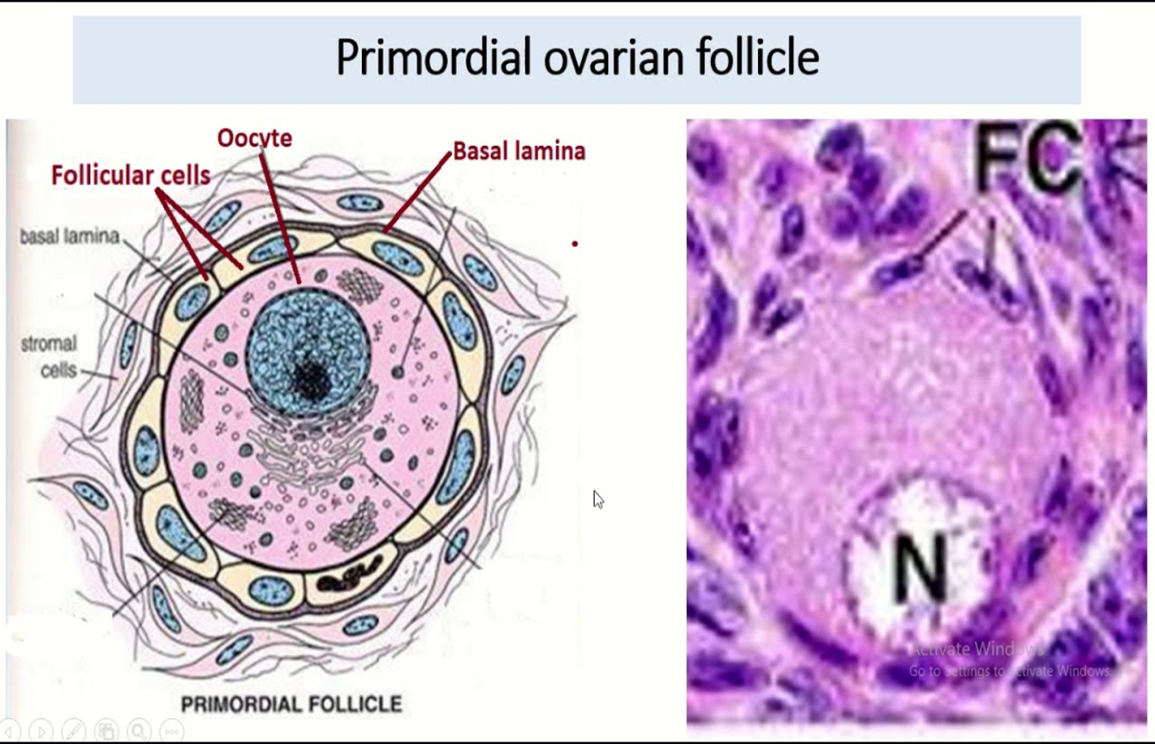 Primordial ovarian follicle
Oocyte
Basal lamina
Follicular cells
basal lamina
stromal
cells
PRIMORDIAL FOLLICLE
FC
N
Activate Windows
Go to Settings to activate Windows.